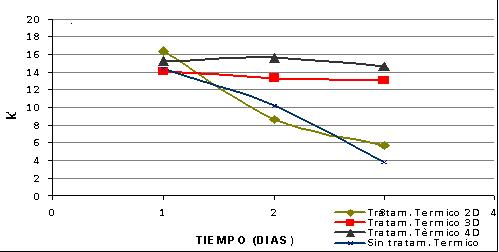 20
18
16
14
12
10
8
6
4
2
0
K
0 1 2 3 4
TIEMPO (DIAS)
Tratam. Termico 2D
Tratam. Termico 3D
Tratam. Térmico 4D
Sin tratam. Termico